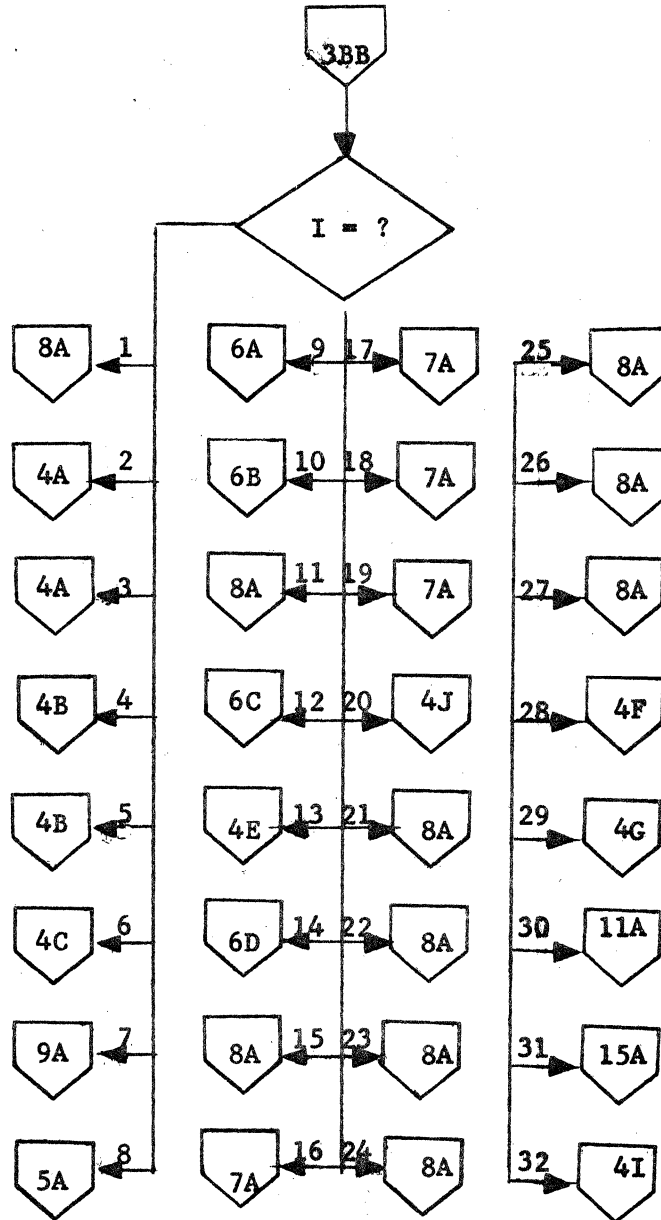 3BB
I = ?
8A 1 6A 9 17 7A 25 8A
4A 2 6B 10 18 7A 26 8A
4A 3 8A 11 19 7A 27 8A
4B 4 6C 12 20 4J 28 4F
4B 5 4E 13 21 8A 29 4G
4C 6 6D 14 22 8A 30 11A
9A 7 8A 15 23 8A 31 15A
5A 8 7A 16 24 8A 32 4I